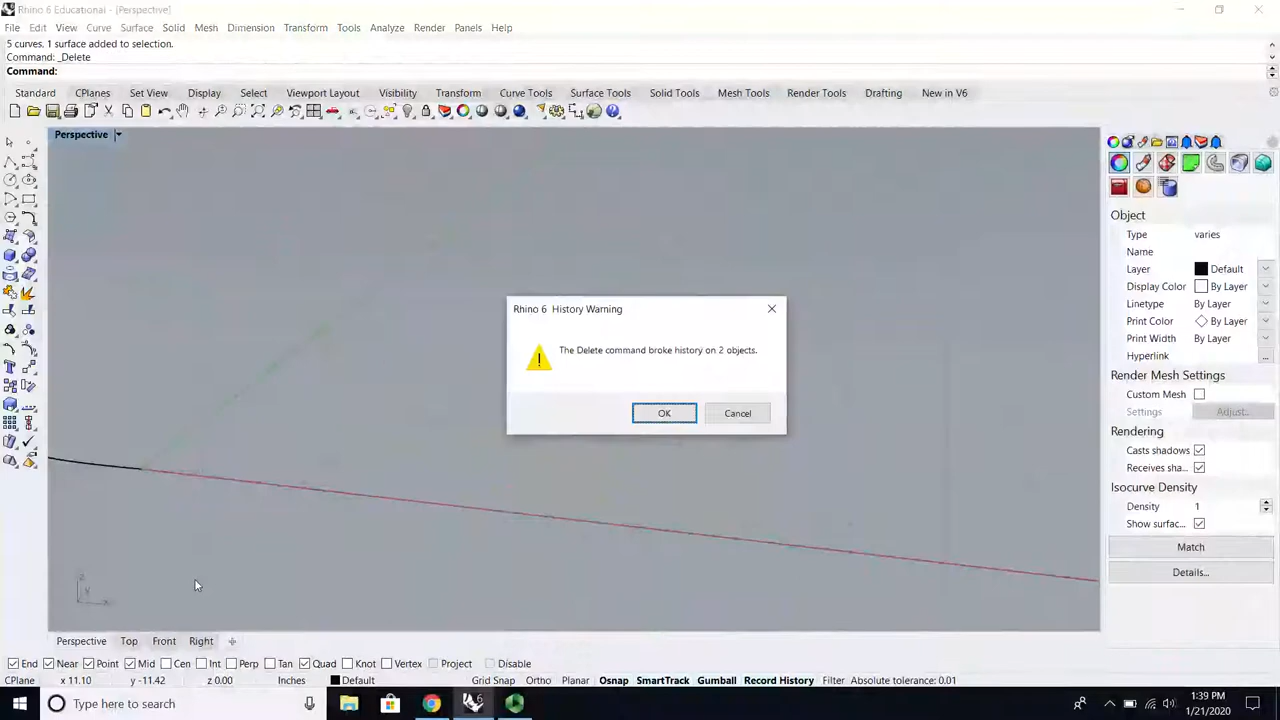 Rhino 6 Educational - [Perspective]
File Edit View Curve Surface Solid Mesh Dimension Transform Tools Analyze Render Panels Help
5 curves, 1 surface added to selection.
Command: _Delete
Command:
Standard CPlanes Set View Display Select Viewport Layout Visibility Transform Curve Tools Surface Tools Solid Tools Mesh Tools Render Tools Drafting New in V6
Perspective
Object
Type varies
Name
Layer Default
Display Color By Layer
Linetype By Layer
Print Color By Layer
Print Width By Layer
Hyperlink ...
Render Mesh Settings
Custom Mesh
Settings Adjust...
Rendering
Casts shadows
Receives sha...
Isocurve Density
Density 1
Show surfac...
Match
Details...
Rhino 6 History Warning
The Delete command broke history on 2 objects.
OK Cancel
z
y
x
Perspective Top Front Right
End Near Point Mid Cen Int Perp Tan Quad Knot Vertex Project Disable
CPlane x 11.10 y -11.42 z 0.00 Inches Default Grid Snap Ortho Planar Osnap SmartTrack Gumball Record History Filter Absolute tolerance: 0.01
Type here to search
1:39 PM
1/21/2020